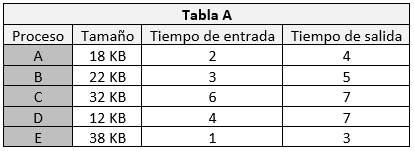 Tabla A
Proceso Tamaño Tiempo de entrada Tiempo de salida
A 18 KB 2 4
B 22 KB 3 5
C 32 KB 6 7
D 12 KB 4 7
E 38 KB 1 3